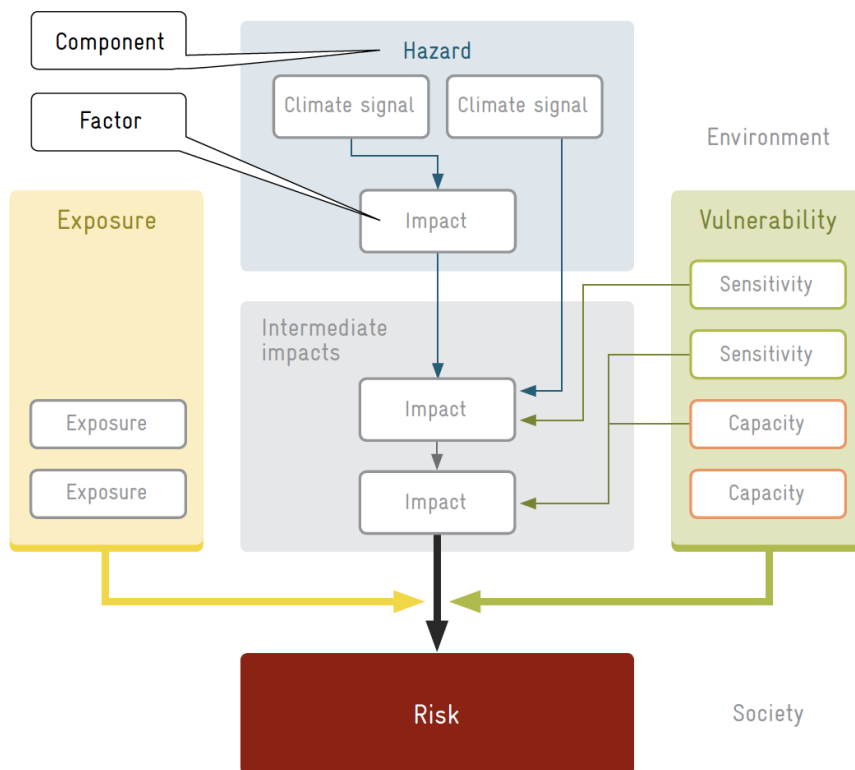 Component
Hazard
Climate signal
Climate signal
Factor
Environment
Exposure
Impact
Vulnerability
Sensitivity
Intermediate
impacts
Sensitivity
Impact
Exposure
Capacity
Exposure
Impact
Capacity
Risk
Society